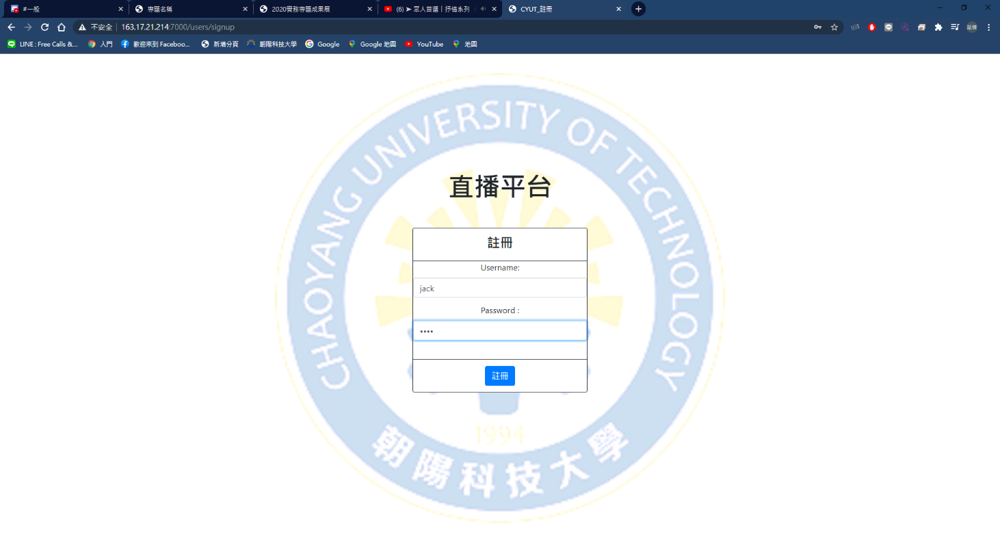 #一般
專題名稱
2020實務專題成果展
(6) ➤ 眾人首選｜抒情系列
CYUT_註冊
不安全 | 163.17.21.214:7000/users/signup
LINE : Free Calls &...
入門
歡迎來到 Faceboo...
新增分頁
朝陽科技大學
Google
Google 地圖
YouTube
地圖
CHAOYANG UNIVERSITY OF TECHNOLOGY
直播平台
註冊
Username:
jack
Password :
••••
註冊
1994
朝陽科技大學